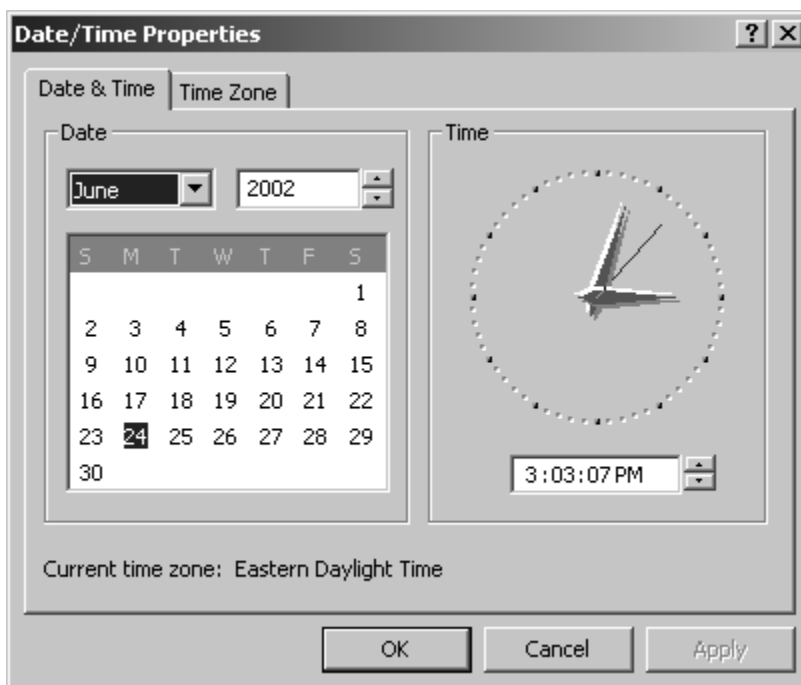 Date/Time Properties
Date & Time
Time Zone
Date
June
2002
S M T W T F S
1
2 3 4 5 6 7 8
9 10 11 12 13 14 15
16 17 18 19 20 21 22
23 24 25 26 27 28 29
30
Time
3:03:07 PM
Current time zone: Eastern Daylight Time
OK
Cancel
Apply